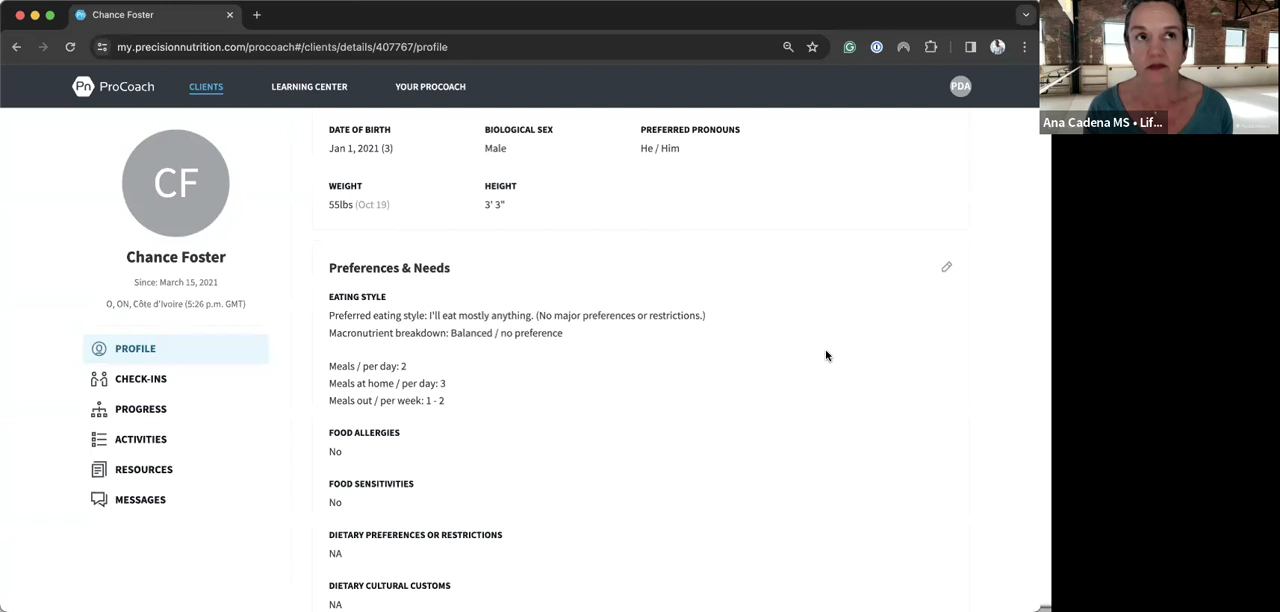 Chance Foster
my.precisionnutrition.com/procoach#/clients/details/407767/profile
Pn ProCoach CLIENTS LEARNING CENTER YOUR PROCOACH PDA
Ana Cadena MS • Lif...
CF
Chance Foster
Since: March 15, 2021
O, ON, Côte d'Ivoire (5:26 p.m. GMT)
PROFILE
CHECK-INS
PROGRESS
ACTIVITIES
RESOURCES
MESSAGES
DATE OF BIRTH BIOLOGICAL SEX PREFERRED PRONOUNS
Jan 1, 2021 (3) Male He / Him
WEIGHT HEIGHT
55lbs (Oct 19) 3' 3"
Preferences & Needs
EATING STYLE
Preferred eating style: I'll eat mostly anything. (No major preferences or restrictions.)
Macronutrient breakdown: Balanced / no preference
Meals / per day: 2
Meals at home / per day: 3
Meals out / per week: 1 - 2
FOOD ALLERGIES
No
FOOD SENSITIVITIES
No
DIETARY PREFERENCES OR RESTRICTIONS
NA
DIETARY CULTURAL CUSTOMS
NA